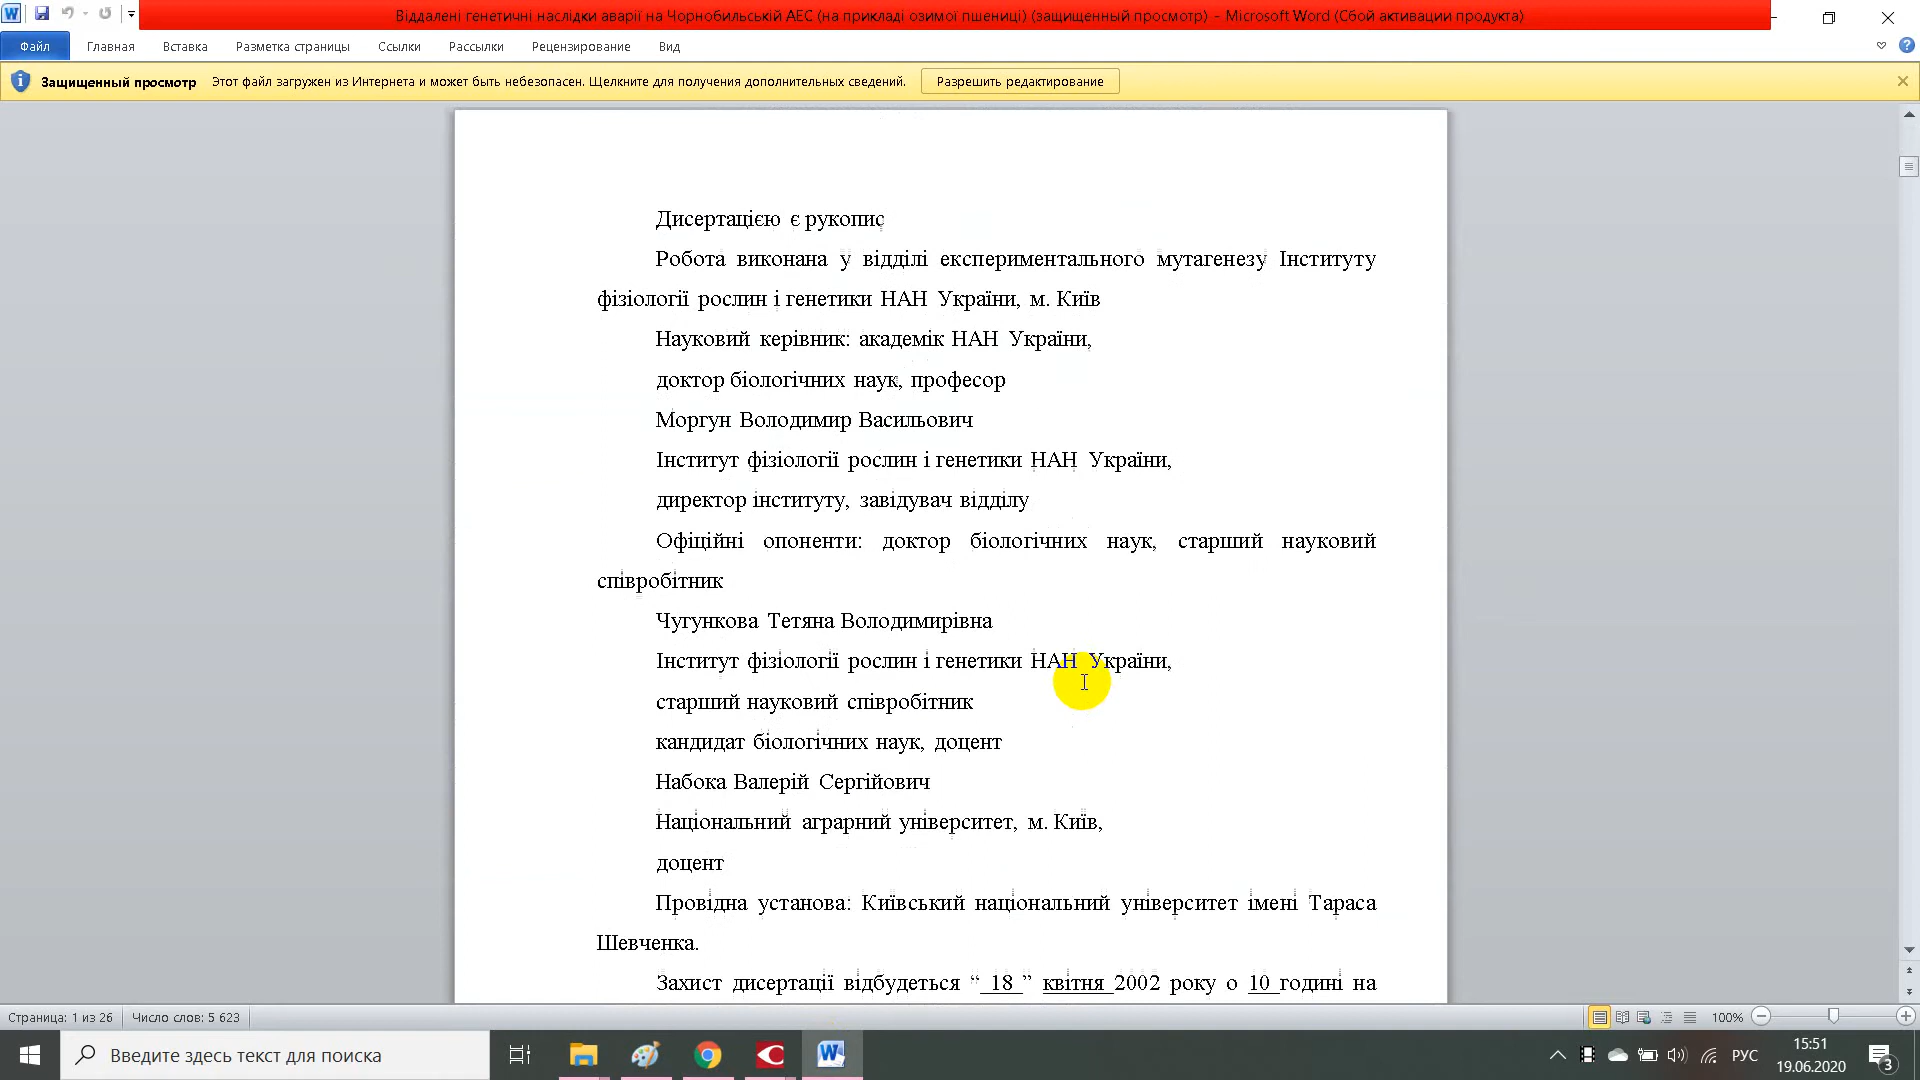 Віддалені генетичні наслідки аварії на Чорнобильській АЕС (на прикладі озимої пшениці) (защищенный просмотр) - Microsoft Word (Сбой активации продукта)
Файл Главная Вставка Разметка страницы Ссылки Рассылки Рецензирование Вид
Защищенный просмотр Этот файл загружен из Интернета и может быть небезопасен. Щелкните для получения дополнительных сведений. Разрешить редактирование
Дисертацією є рукопис
Робота виконана у відділі експериментального мутагенезу Інституту
фізіології рослин і генетики НАН України, м. Київ
Науковий керівник: академік НАН України,
доктор біологічних наук, професор
Моргун Володимир Васильович
Інститут фізіології рослин і генетики НАН України,
директор інституту, завідувач відділу
Офіційні опоненти: доктор біологічних наук, старший науковий
співробітник
Чугункова Тетяна Володимирівна
Інститут фізіології рослин і генетики НАН України,
старший науковий співробітник
кандидат біологічних наук, доцент
Набока Валерій Сергійович
Національний аграрний університет, м. Київ,
доцент
Провідна установа: Київський національний університет імені Тараса
Шевченка.
Захист дисертації відбудеться “ 18 ” квітня 2002 року о 10 годині на
Страница: 1 из 26 Число слов: 5 623 100%
Введите здесь текст для поиска РУС 15:51
19.06.2020 3